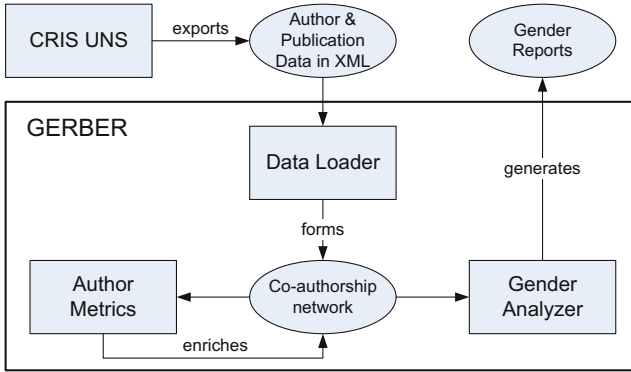 CRIS UNS
exports
Author &
Publication
Data in XML
Gender
Reports
GERBER
Data Loader
generates
forms
Author
Metrics
Co-authorship
network
Gender
Analyzer
enriches